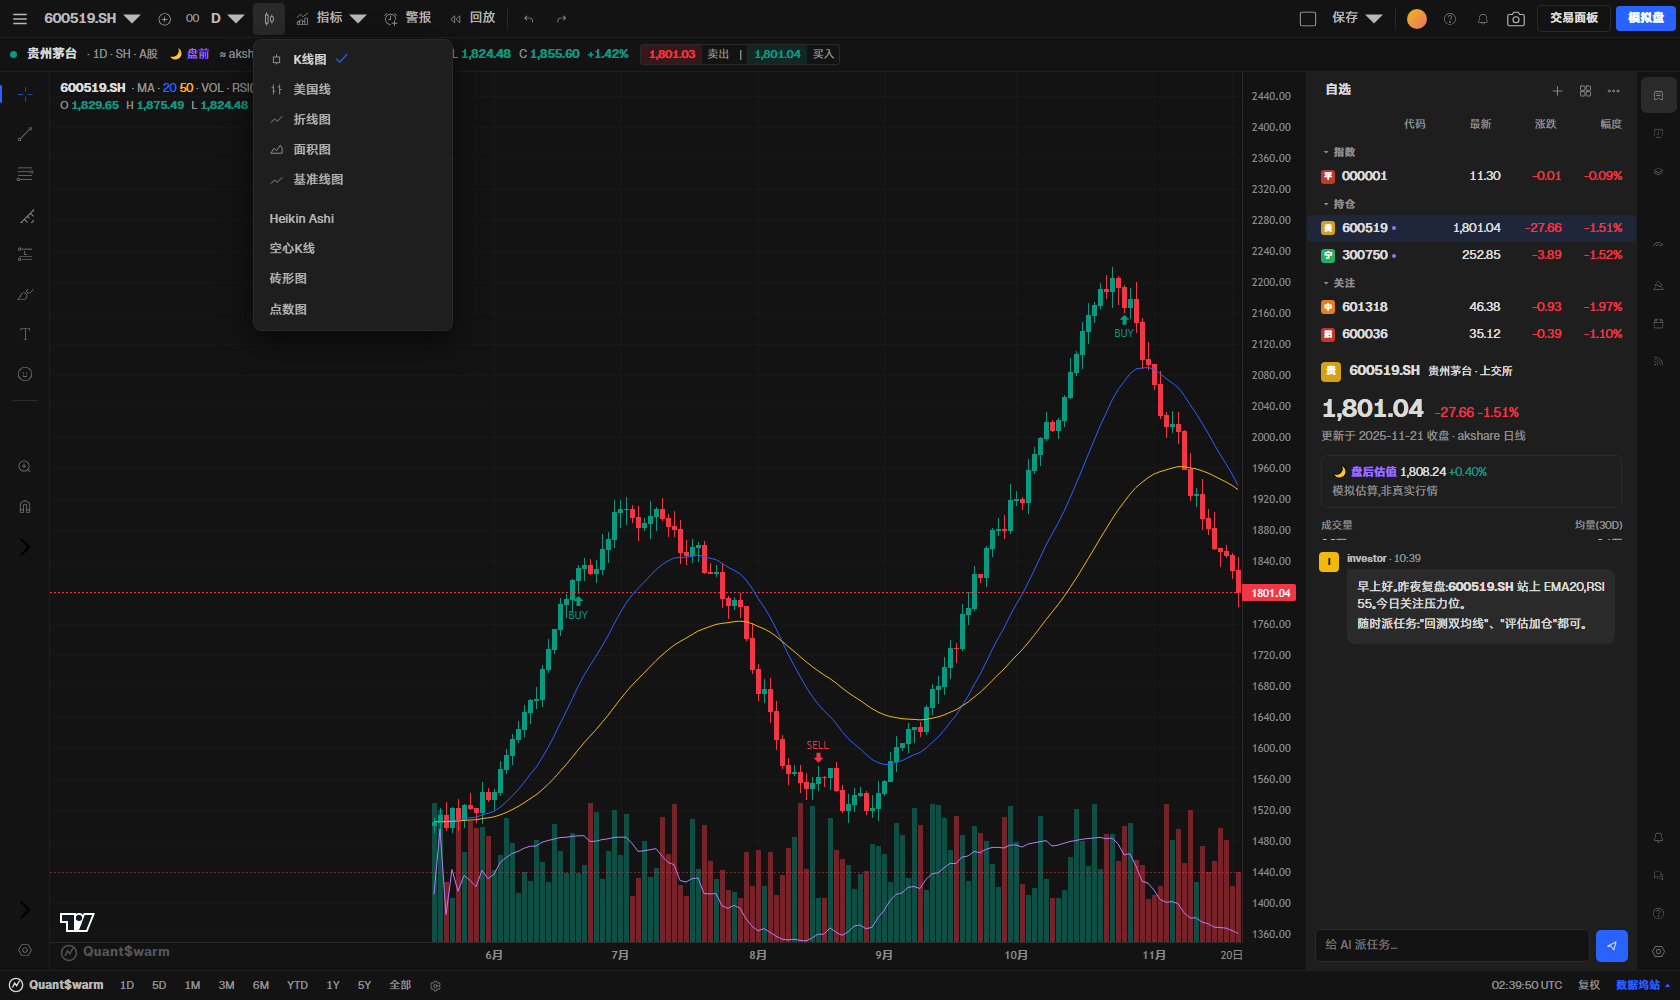 600519.SH 00 D 指标 警报 回放 保存 交易面板 模拟盘
贵州茅台 · 1D · SH · A股 盘前 ≈ aksh L 1,824.48 C 1,855.60 +1.42% 1,801.03 卖出 | 1,801.04 买入
600519.SH · MA · 20 50 · VOL · RSI(
O 1,829.65 H 1,875.49 L 1,824.48
K线图
美国线
折线图
面积图
基准线图
Heikin Ashi
空心K线
砖形图
点数图
BUY
BUY
SELL
2440.00
2400.00
2360.00
2320.00
2280.00
2240.00
2200.00
2160.00
2120.00
2080.00
2040.00
2000.00
1960.00
1920.00
1880.00
1840.00
1801.04
1760.00
1720.00
1680.00
1640.00
1600.00
1560.00
1520.00
1480.00
1440.00
1400.00
1360.00
6月 7月 8月 9月 10月 11月 20日
Quant$warm
自选
代码 最新 涨跌 幅度
指数
平 000001 11.30 -0.01 -0.09%
持仓
贵 600519 1,801.04 -27.66 -1.51%
宁 300750 252.85 -3.89 -1.52%
关注
中 601318 46.38 -0.93 -1.97%
招 600036 35.12 -0.39 -1.10%
贵 600519.SH 贵州茅台 · 上交所
1,801.04 -27.66 -1.51%
更新于 2025-11-21 收盘 · akshare 日线
盘后估值 1,808.24 +0.40%
模拟估算,非真实行情
成交量 均量(30D)
I investor · 10:39
早上好。昨夜复盘:600519.SH 站上 EMA20,RSI
55。今日关注压力位。
随时派任务:"回测双均线"、"评估加仓"都可。
给 AI 派任务...
Quant$warm 1D 5D 1M 3M 6M YTD 1Y 5Y 全部 02:39:50 UTC 复权 数据坞站